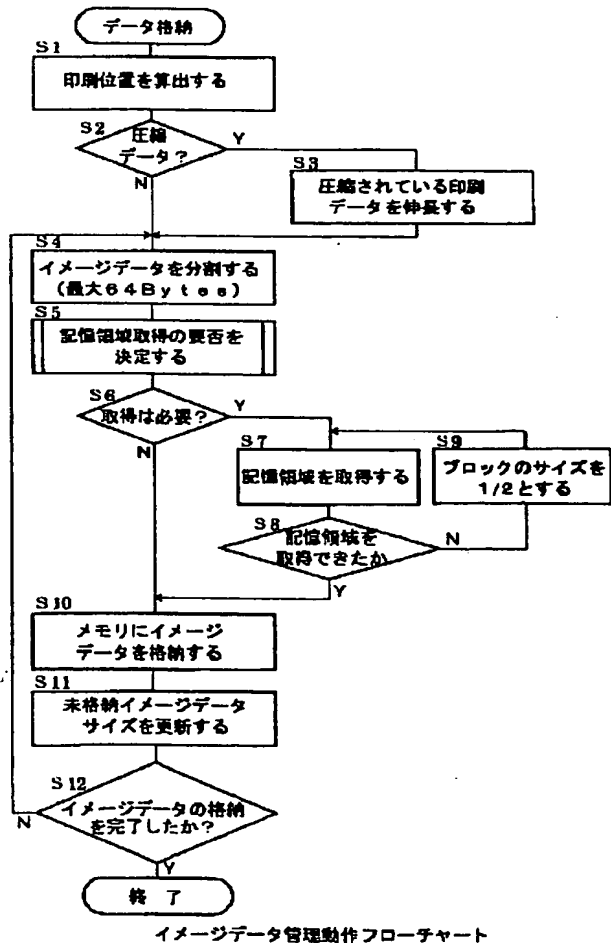 データ格納
S1
印刷位置を算出する
S2
圧縮
データ?
Y
N
S3
圧縮されている印刷
データを伸長する
S4
イメージデータを分割する
(最大64Bytes)
S5
記憶領域取得の要否を
決定する
S6
取得は必要?
Y
N
S7
記憶領域を取得する
S9
ブロックのサイズを
1/2とする
S8
記憶領域を
取得できたか
N
Y
S10
メモリにイメージ
データを格納する
S11
未格納イメージデータ
サイズを更新する
S12
イメージデータの格納
を完了したか?
N
Y
終 了
イメージデータ管理動作フローチャート